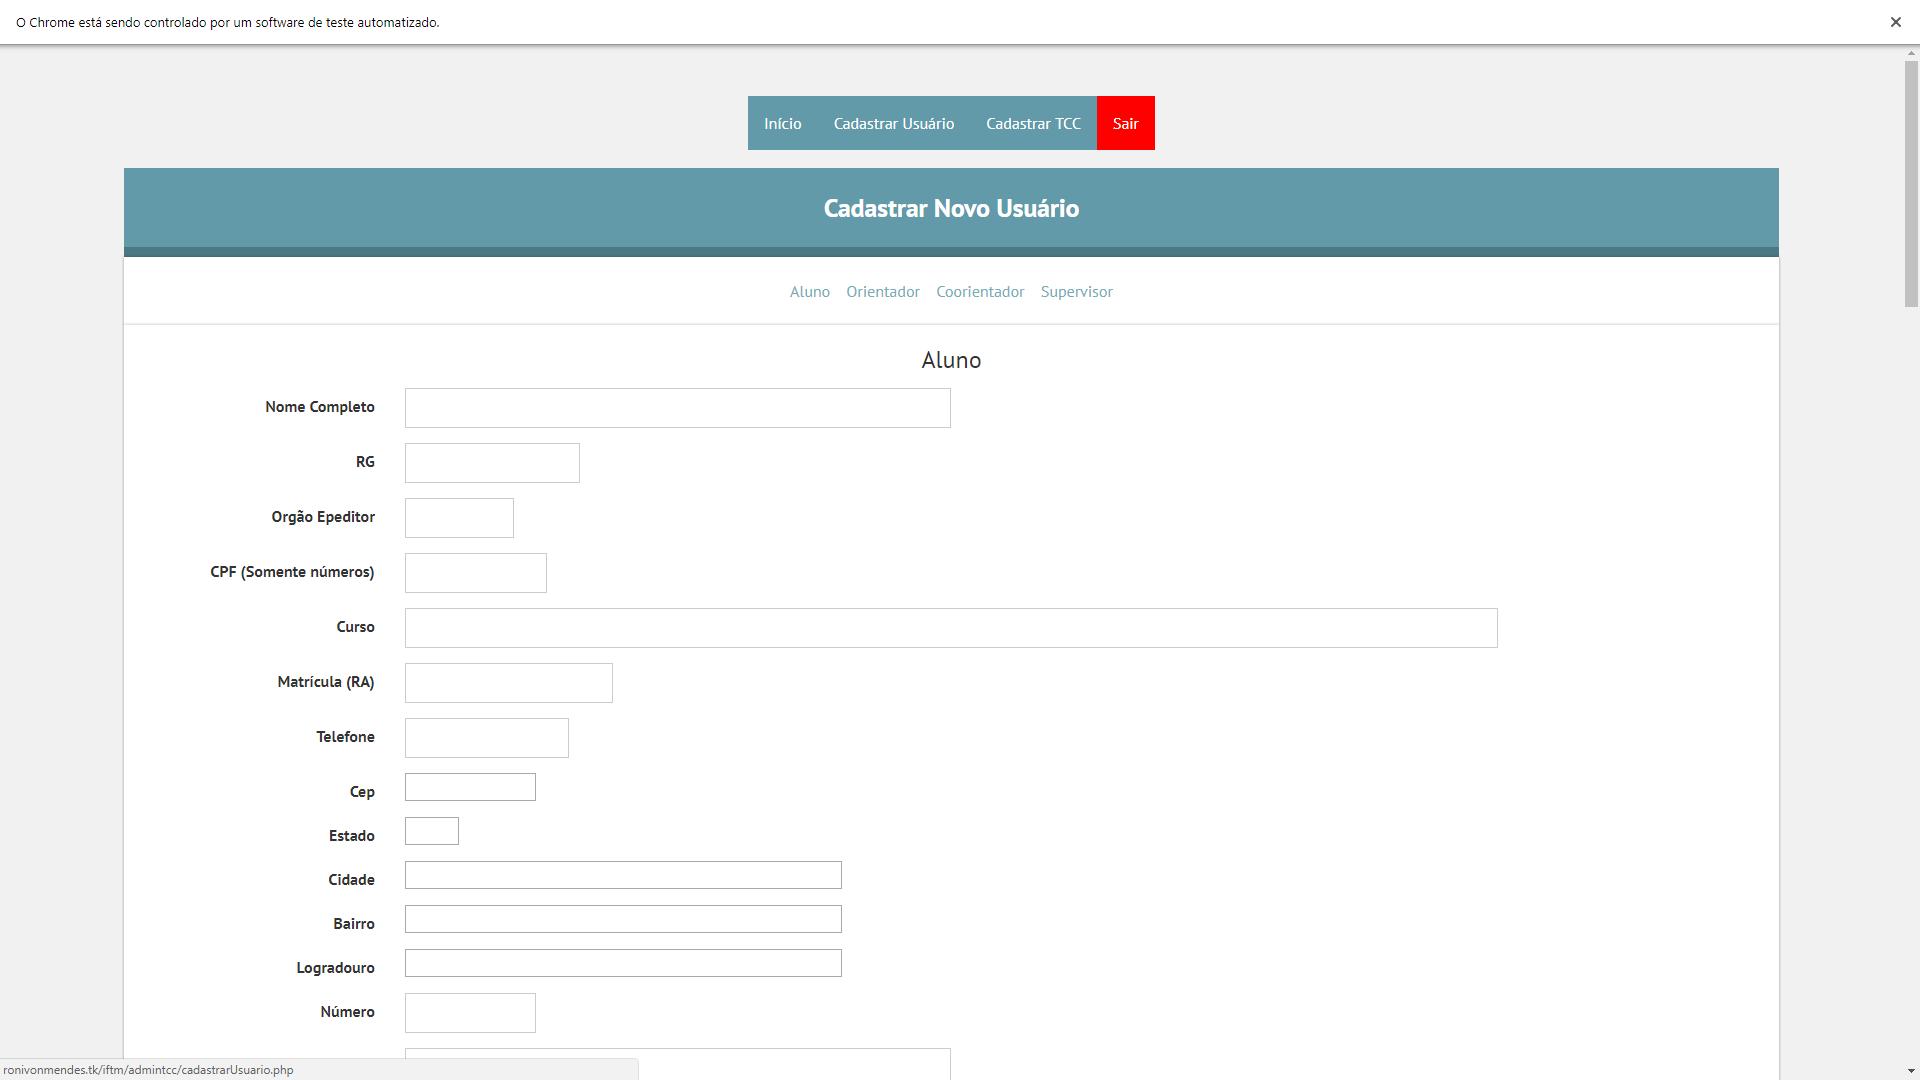 O Chrome está sendo controlado por um software de teste automatizado.
Início Cadastrar Usuário Cadastrar TCC Sair
Cadastrar Novo Usuário
Aluno Orientador Coorientador Supervisor
Aluno
Nome Completo
RG
Orgão Epeditor
CPF (Somente números)
Curso
Matrícula (RA)
Telefone
Cep
Estado
Cidade
Bairro
Logradouro
Número
ronivonmendes.tk/iftm/admintcc/cadastrarUsuario.php